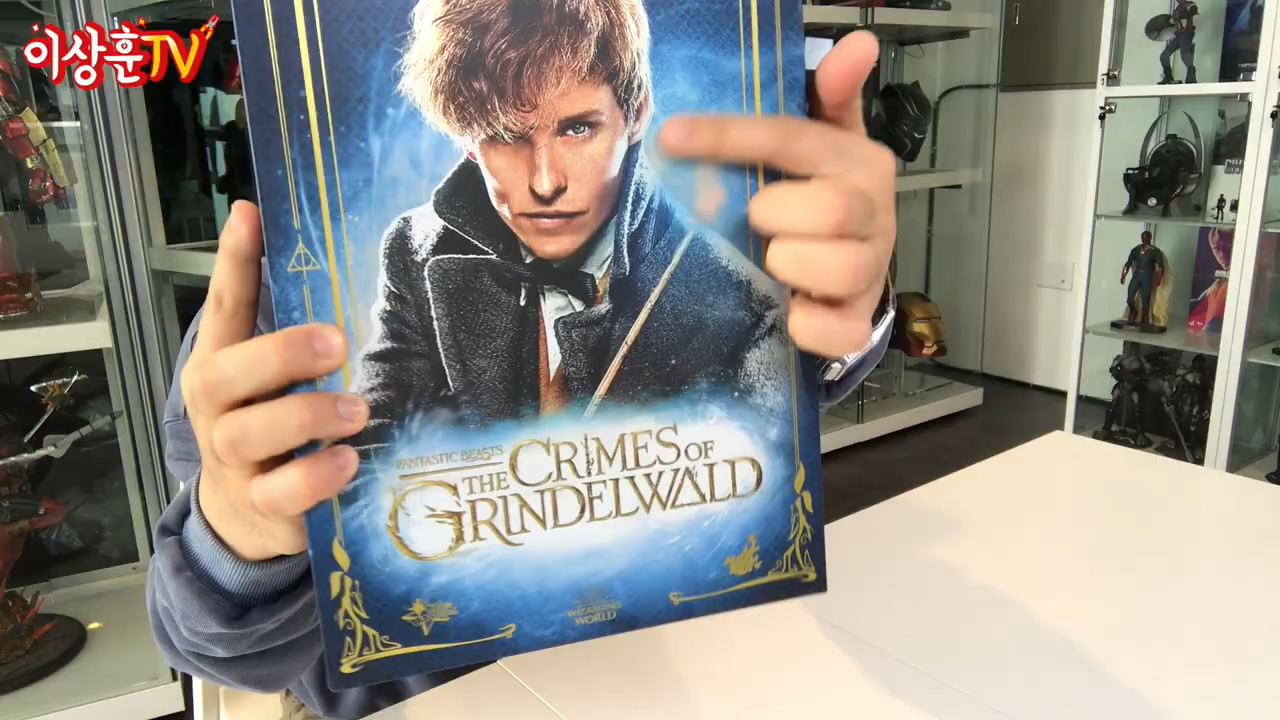 이상훈TV
FANTASTIC BEASTS
THE CRIMES OF
GRINDELWALD
WIZARDING
WORLD